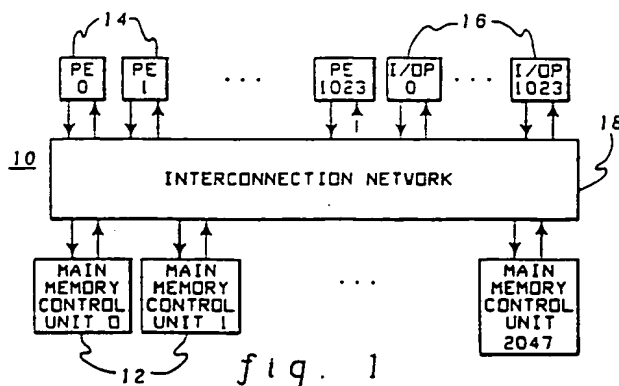 14
16
PE 0
PE 1
. . .
PE 1023
I/OP 0
. . .
I/OP 1023
18
10
INTERCONNECTION NETWORK
MAIN MEMORY CONTROL UNIT 0
MAIN MEMORY CONTROL UNIT 1
. . .
MAIN MEMORY CONTROL UNIT 2047
12
fig. 1